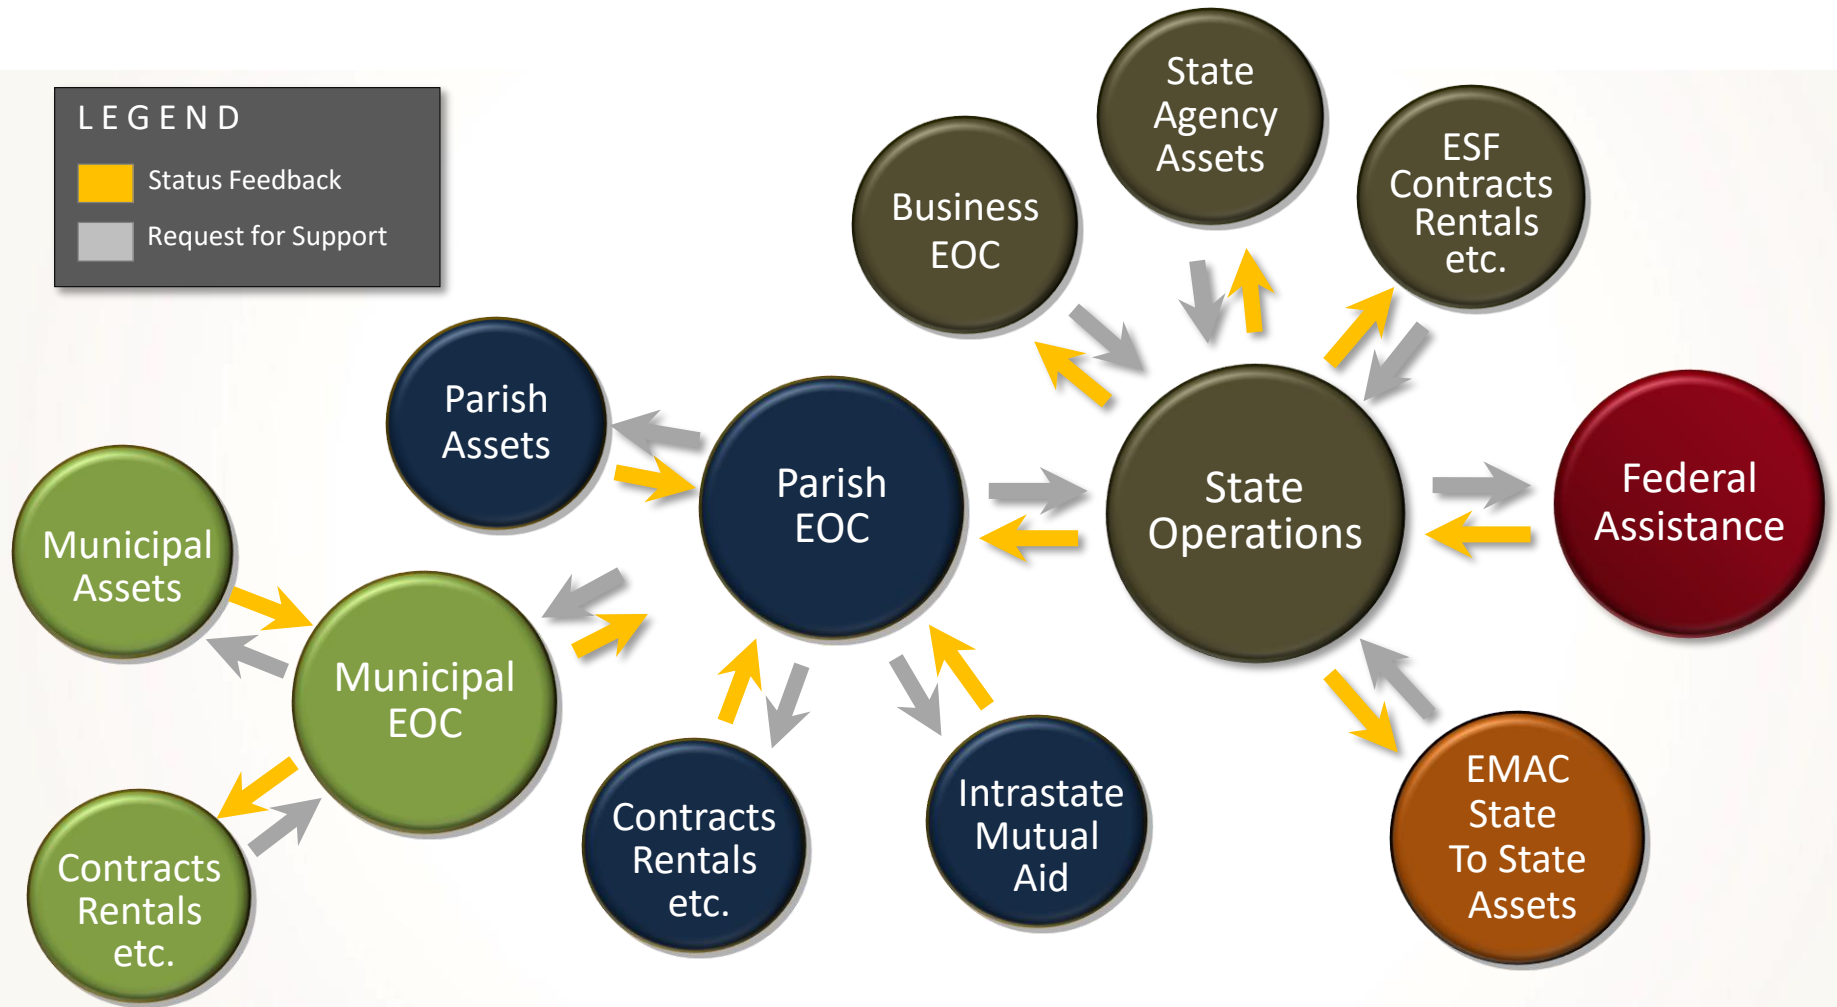 LEGEND
Status Feedback
Request for Support
State
Agency
Assets
ESF
Contracts
Rentals
etc.
Business
EOC
Parish
Assets
Parish
EOC
State
Operations
Federal
Assistance
Municipal
Assets
Municipal
EOC
Contracts
Rentals
etc.
Contracts
Rentals
etc.
Intrastate
Mutual
Aid
EMAC
State
To State
Assets